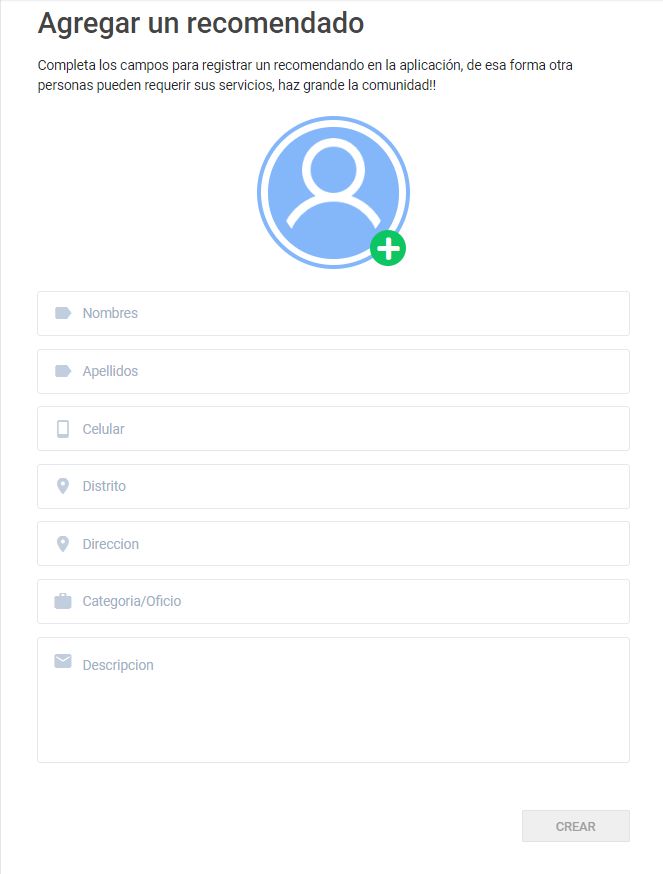 Agregar un recomendado
Completa los campos para registrar un recomendando en la aplicación, de esa forma otra
personas pueden requerir sus servicios, haz grande la comunidad!!
Nombres
Apellidos
Celular
Distrito
Direccion
Categoria/Oficio
Descripcion
CREAR